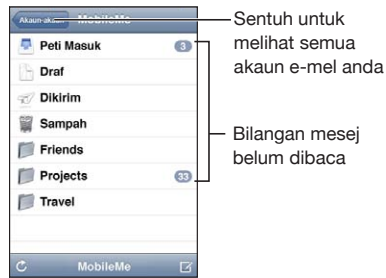 Akaun-akaun MobileMe
Peti Masuk 3
Draf
Dikirim
Sampah
Friends
Projects 33
Travel
MobileMe
Sentuh untuk
melihat semua
akaun e-mel anda
Bilangan mesej
belum dibaca